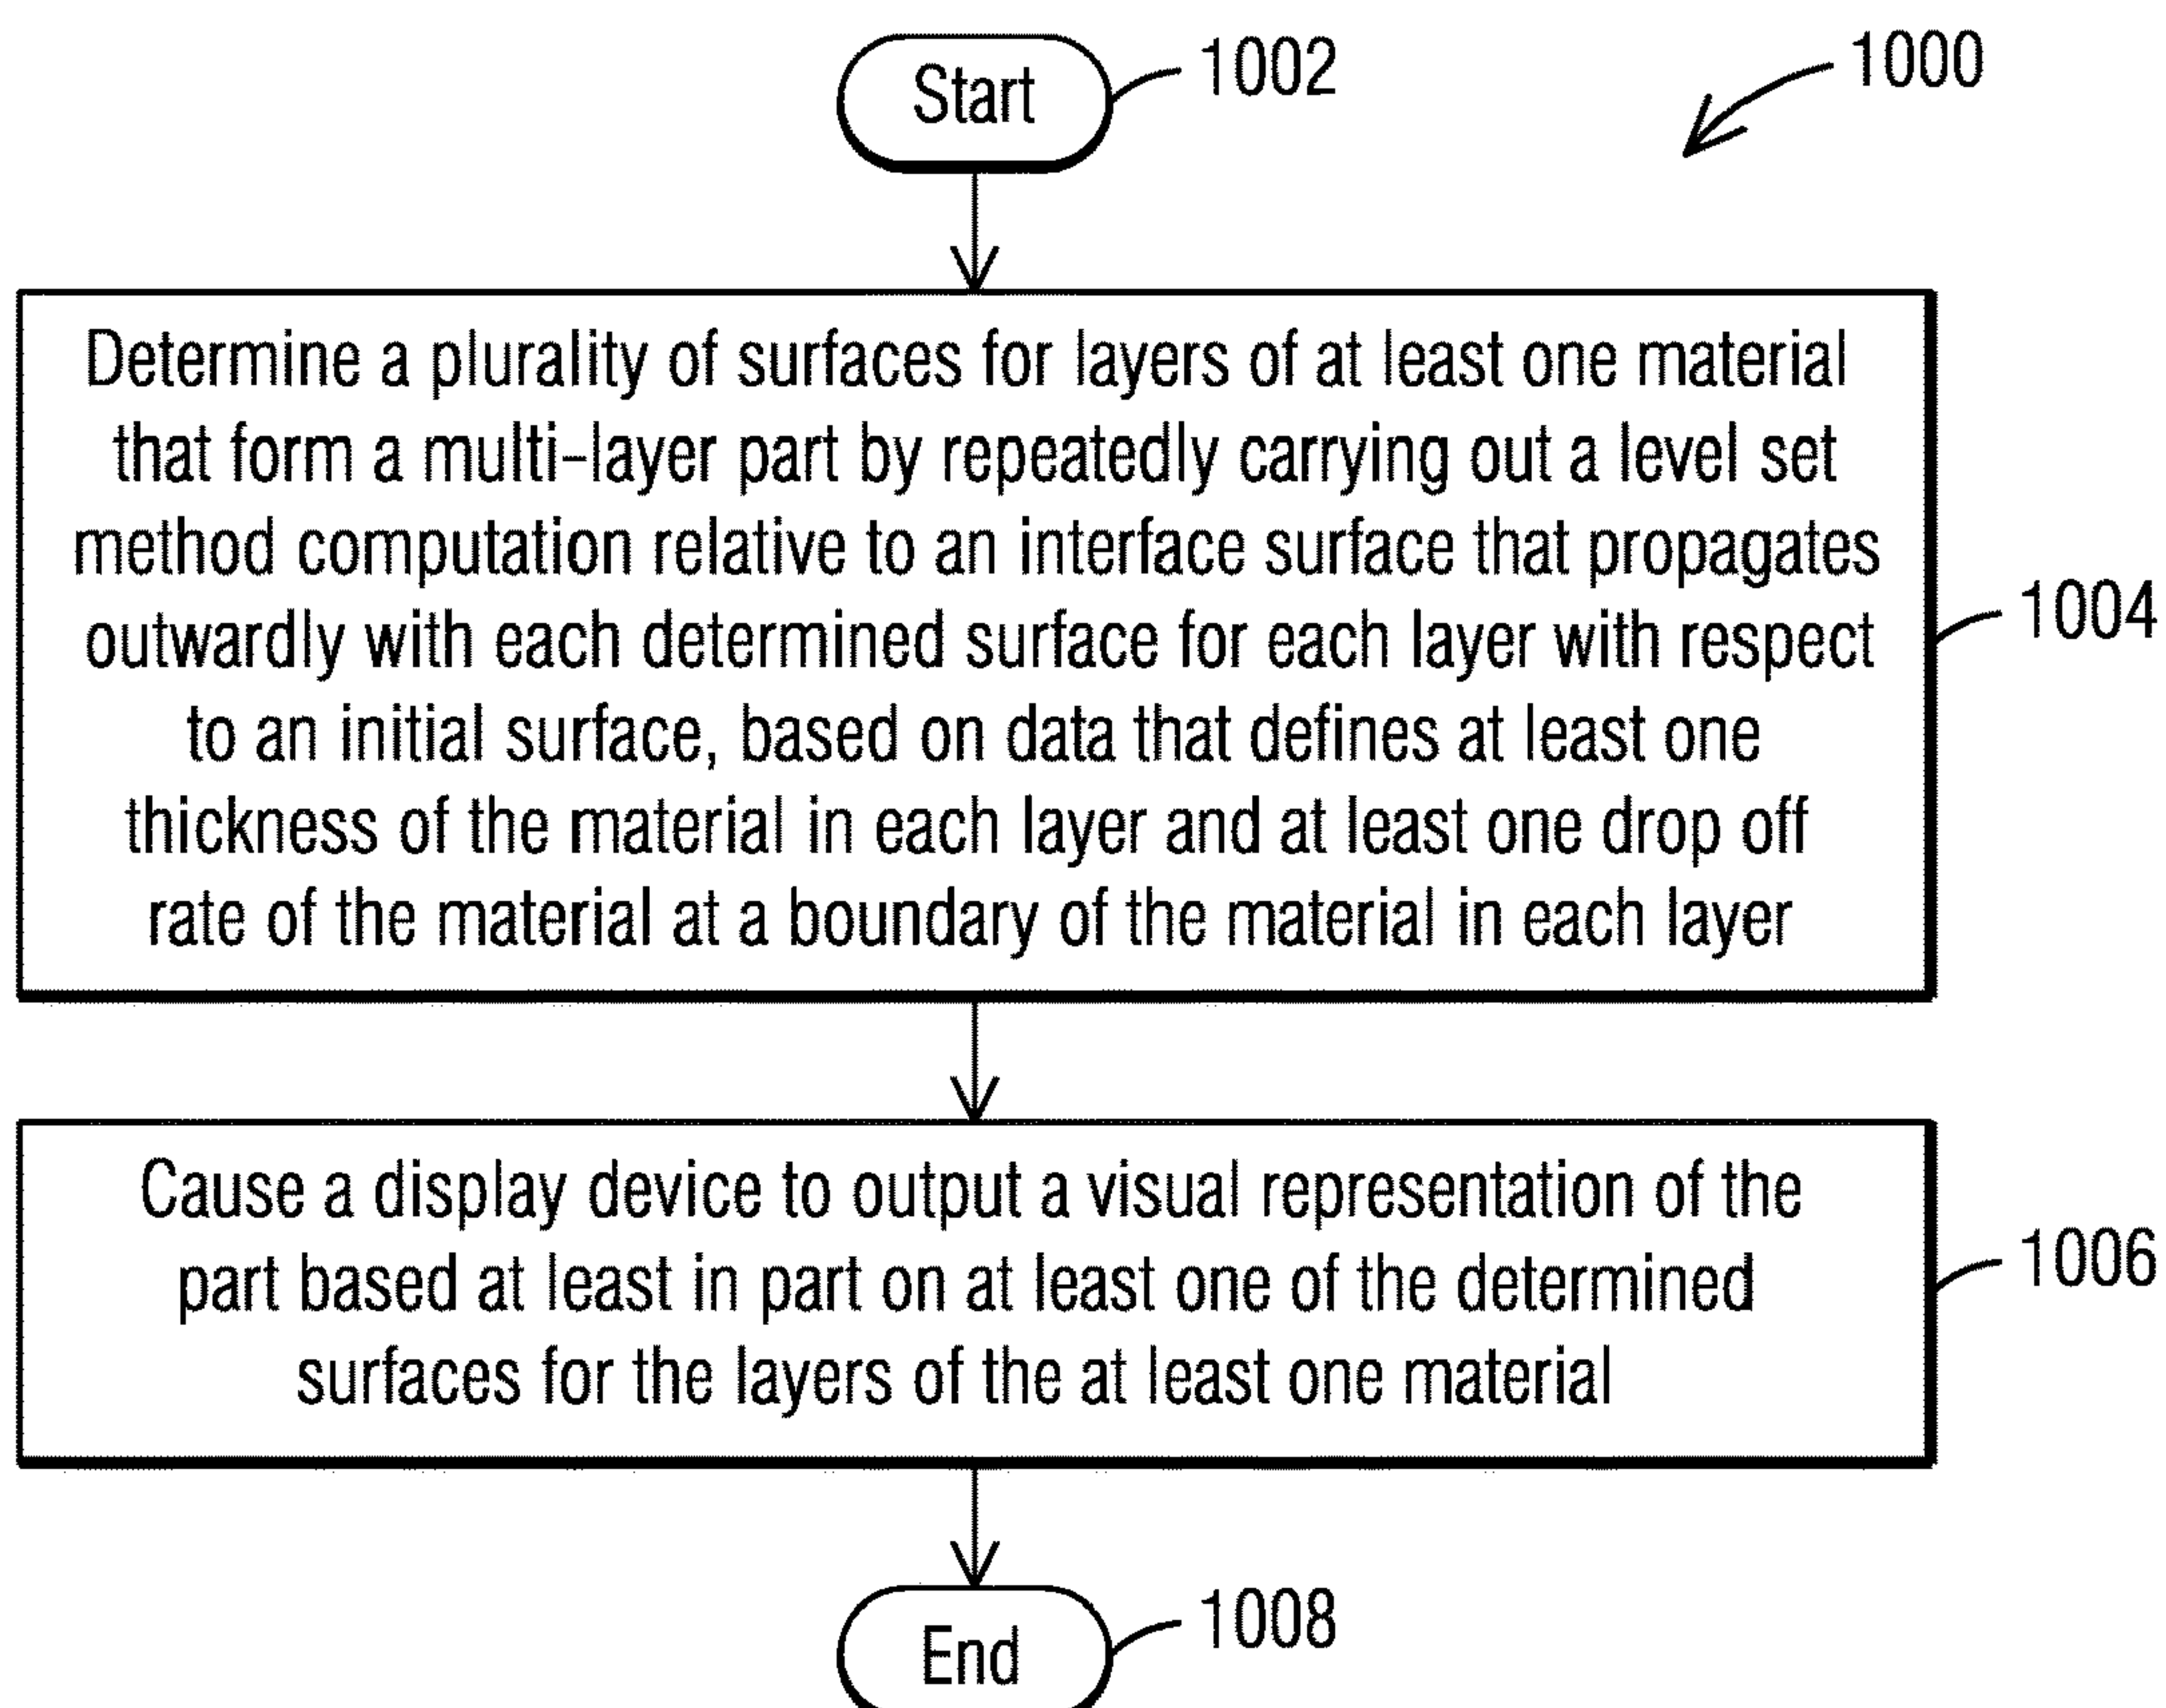 Start
1002
1000
Determine a plurality of surfaces for layers of at least one material
that form a multi-layer part by repeatedly carrying out a level set
method computation relative to an interface surface that propagates
outwardly with each determined surface for each layer with respect
to an initial surface, based on data that defines at least one
thickness of the material in each layer and at least one drop off
rate of the material at a boundary of the material in each layer
1004
Cause a display device to output a visual representation of the
part based at least in part on at least one of the determined
surfaces for the layers of the at least one material
1006
End
1008